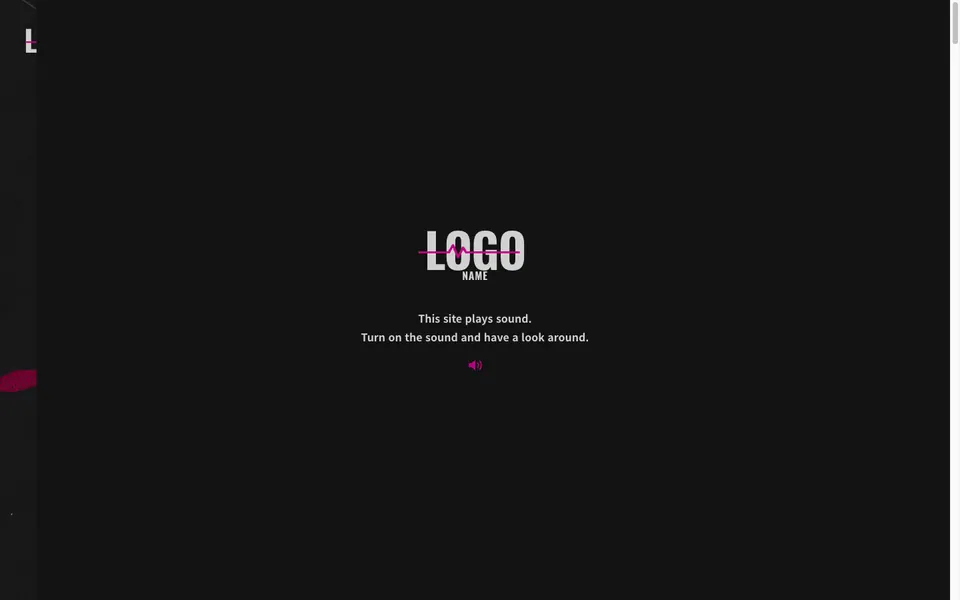 L
LOGO
NAME
This site plays sound.
Turn on the sound and have a look around.